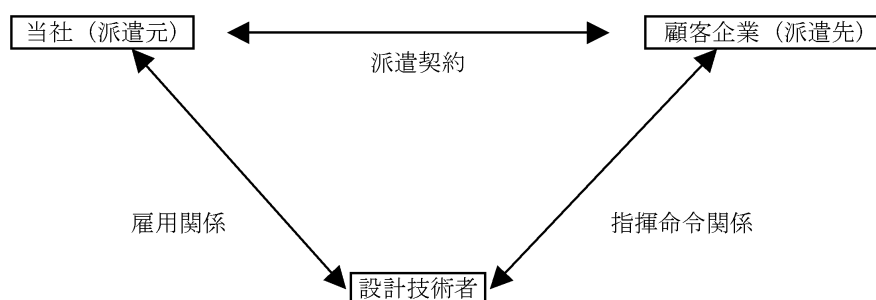 当社（派遣元）
顧客企業（派遣先）
派遣契約
雇用関係
指揮命令関係
設計技術者